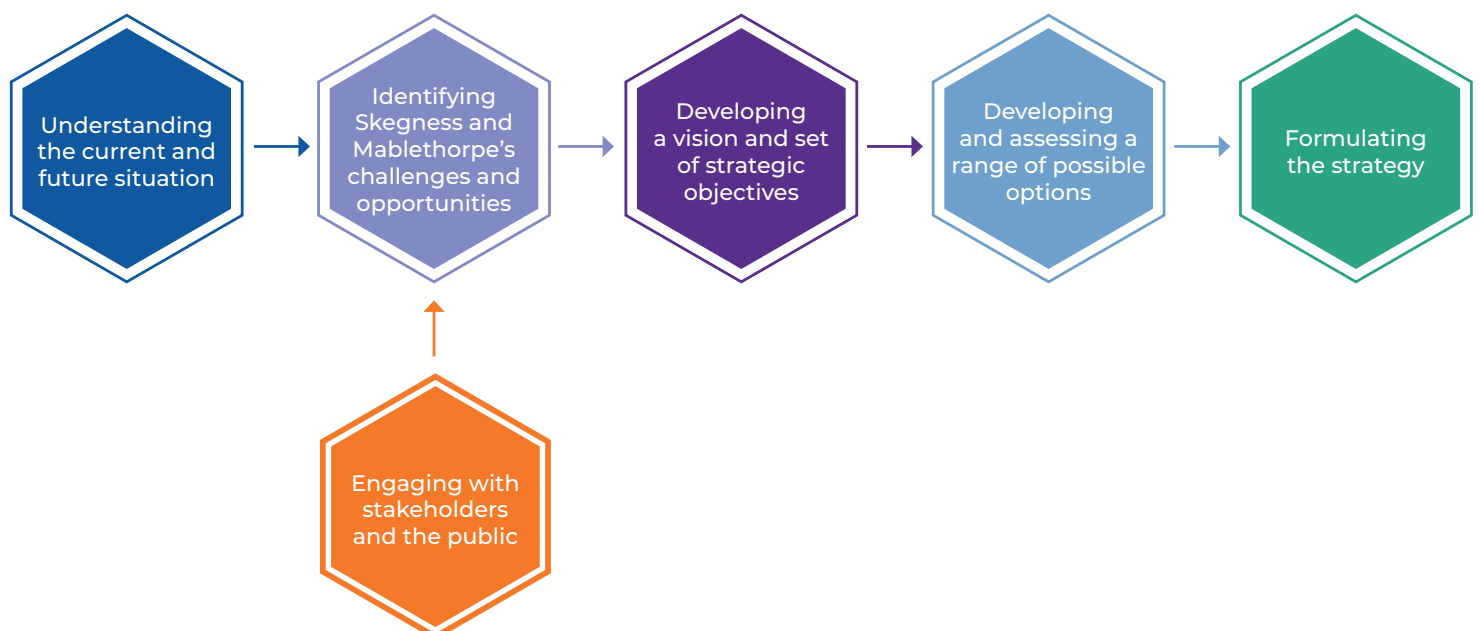 Understanding
the current and
future situation
Identifying
Skegness and
Mablethorpe’s
challenges and
opportunities
Developing
a vision and set
of strategic
objectives
Developing
and assessing a
range of possible
options
Formulating
the strategy
Engaging with
stakeholders
and the public